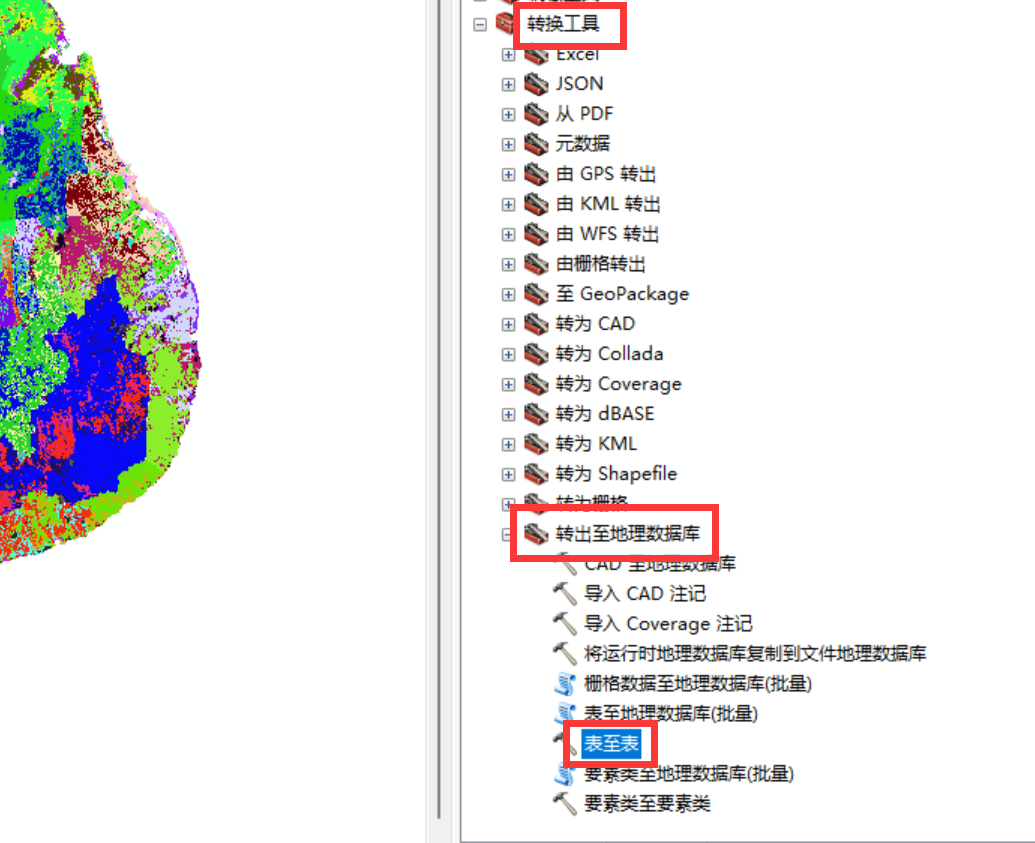 转换工具
Excel
JSON
从 PDF
元数据
由 GPS 转出
由 KML 转出
由 WFS 转出
由栅格转出
至 GeoPackage
转为 CAD
转为 Collada
转为 Coverage
转为 dBASE
转为 KML
转为 Shapefile
转为栅格
转出至地理数据库
CAD 至地理数据库
导入 CAD 注记
导入 Coverage 注记
将运行时地理数据库复制到文件地理数据库
栅格数据至地理数据库(批量)
表至地理数据库(批量)
表至表
要素类至地理数据库(批量)
要素类至要素类